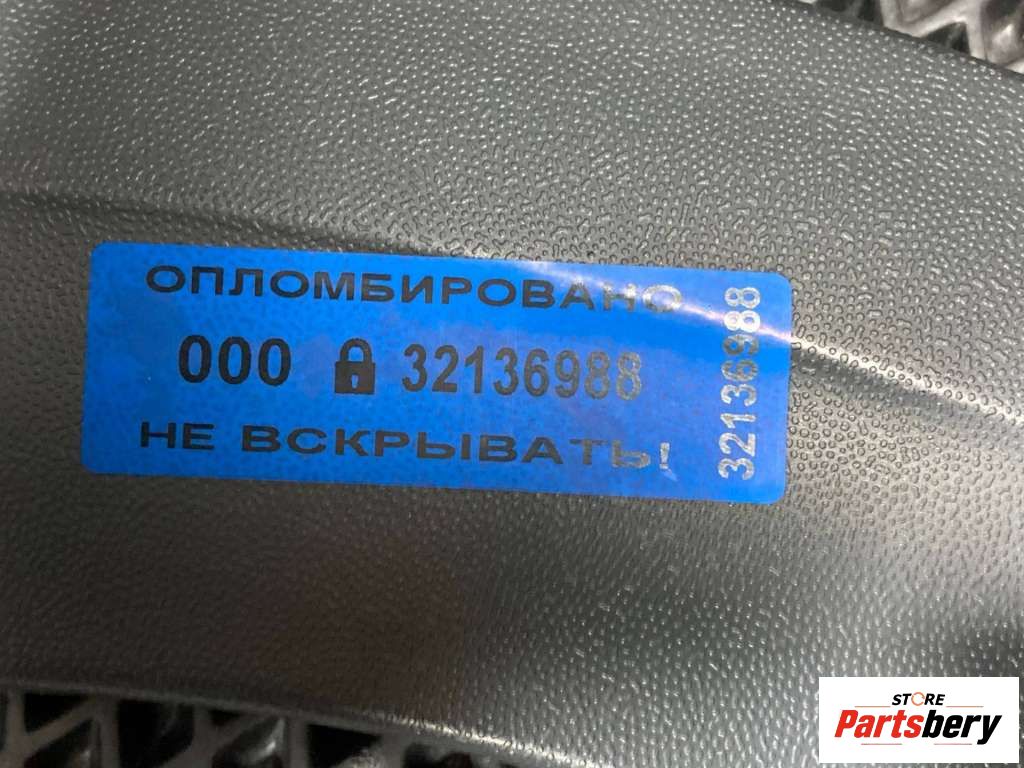 ОПЛОМБИРОВАНО
000 32136988
НЕ ВСКРЫВАТЬ!
32136988
STORE
Partsbery